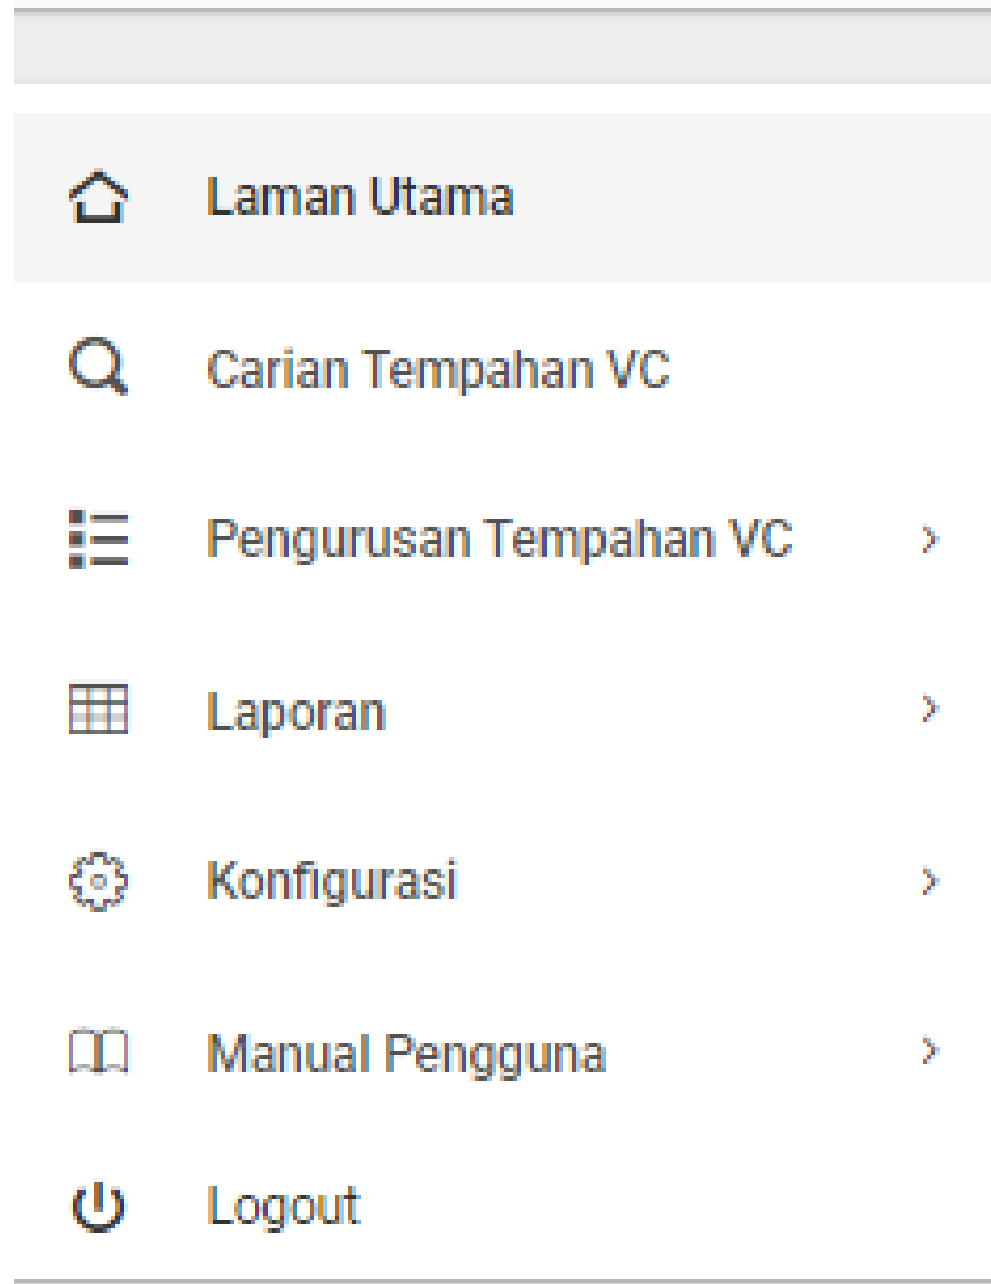 Laman Utama
Carian Tempahan VC
Pengurusan Tempahan VC
Laporan
Konfigurasi
Manual Pengguna
Logout